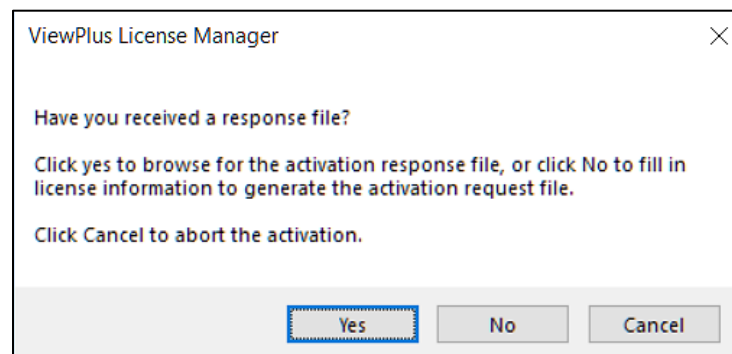 ViewPlus License Manager
Have you received a response file?
Click yes to browse for the activation response file, or click No to fill in
license information to generate the activation request file.
Click Cancel to abort the activation.
Yes No Cancel